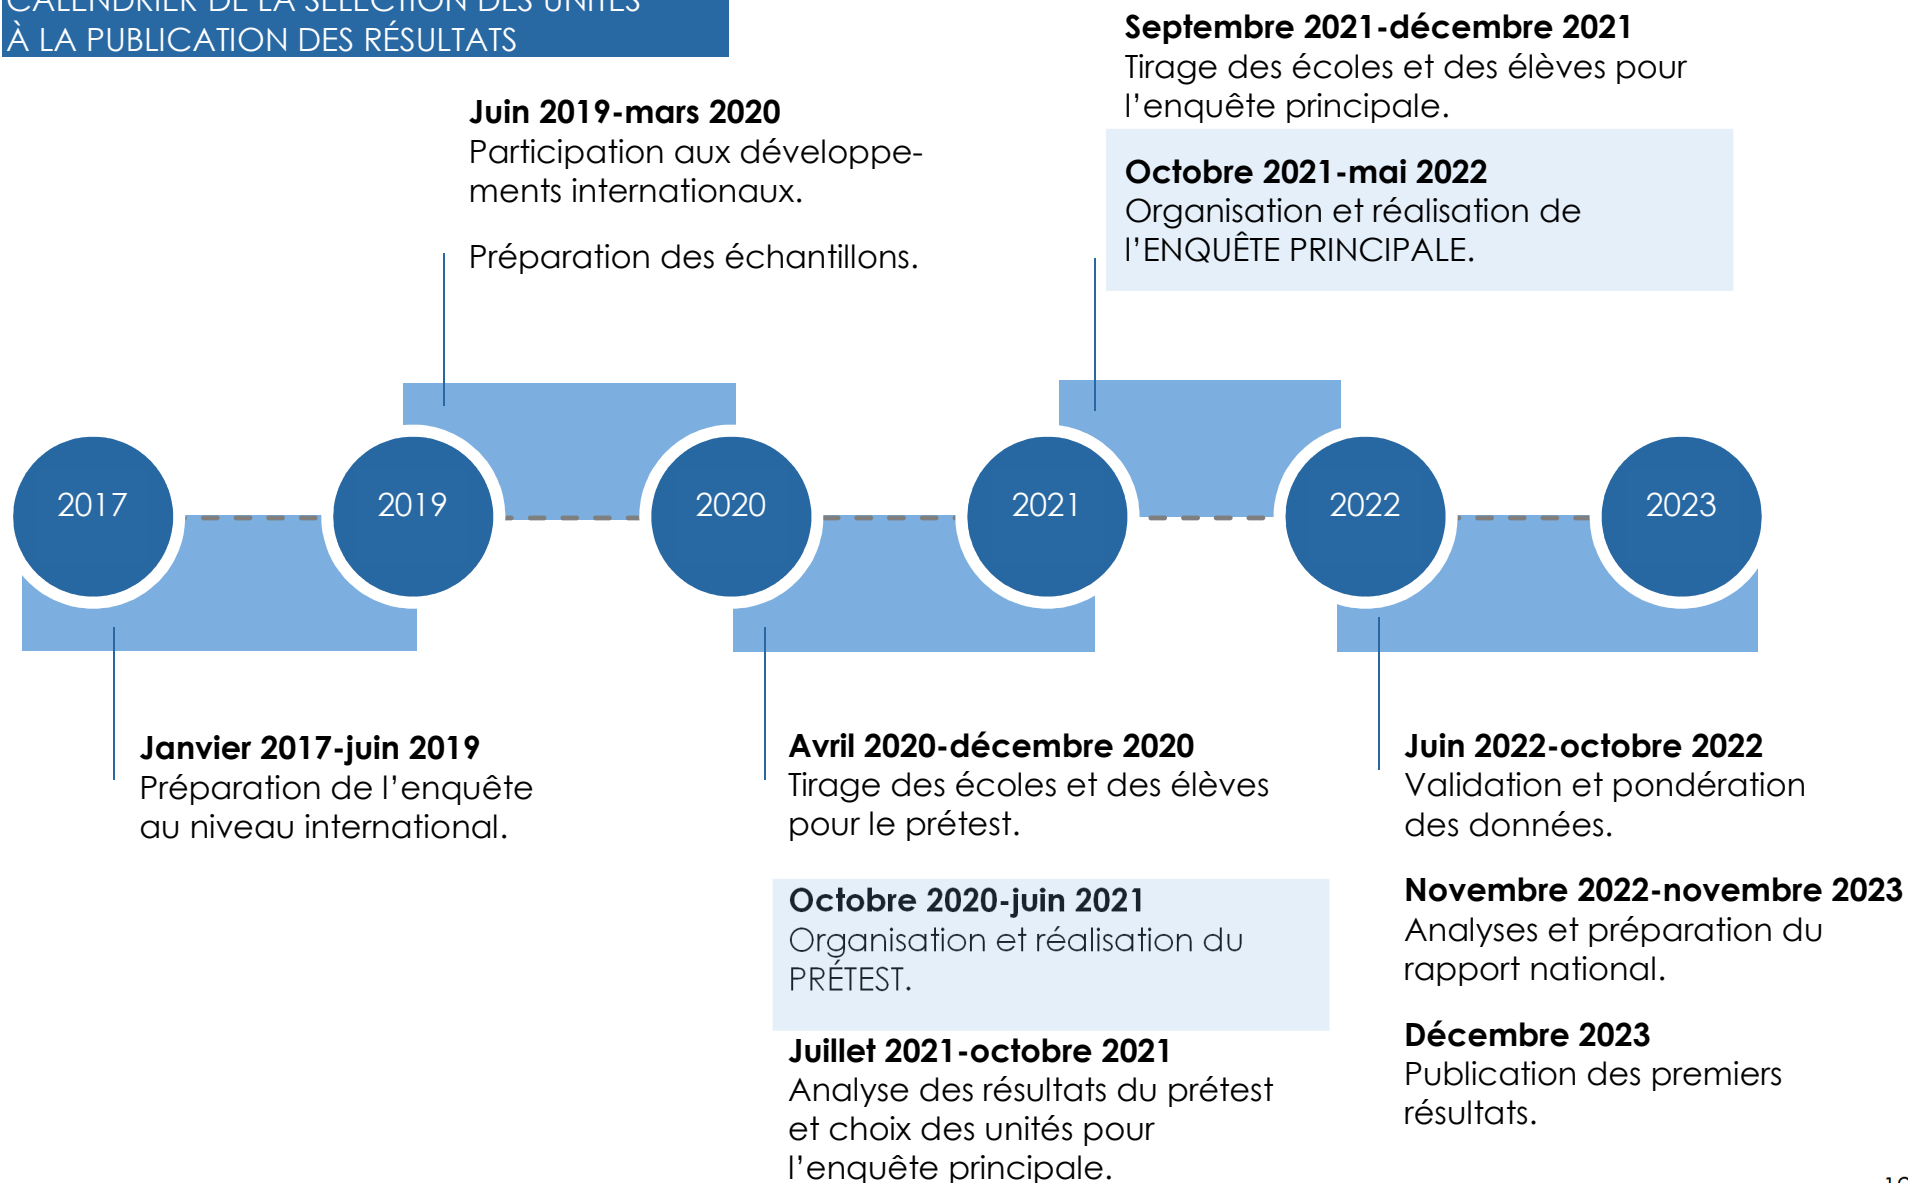 CALENDRIER DE LA SÉLECTION DES UNITÉS
À LA PUBLICATION DES RÉSULTATS
Juin 2019-mars 2020
Participation aux développe-
ments internationaux.
Préparation des échantillons.
Septembre 2021-décembre 2021
Tirage des écoles et des élèves pour
l’enquête principale.
Octobre 2021-mai 2022
Organisation et réalisation de
l’ENQUÊTE PRINCIPALE.
2017
2019
2020
2021
2022
2023
Janvier 2017-juin 2019
Préparation de l’enquête
au niveau international.
Avril 2020-décembre 2020
Tirage des écoles et des élèves
pour le prétest.
Octobre 2020-juin 2021
Organisation et réalisation du
PRÉTEST.
Juillet 2021-octobre 2021
Analyse des résultats du prétest
et choix des unités pour
l’enquête principale.
Juin 2022-octobre 2022
Validation et pondération
des données.
Novembre 2022-novembre 2023
Analyses et préparation du
rapport national.
Décembre 2023
Publication des premiers
résultats.